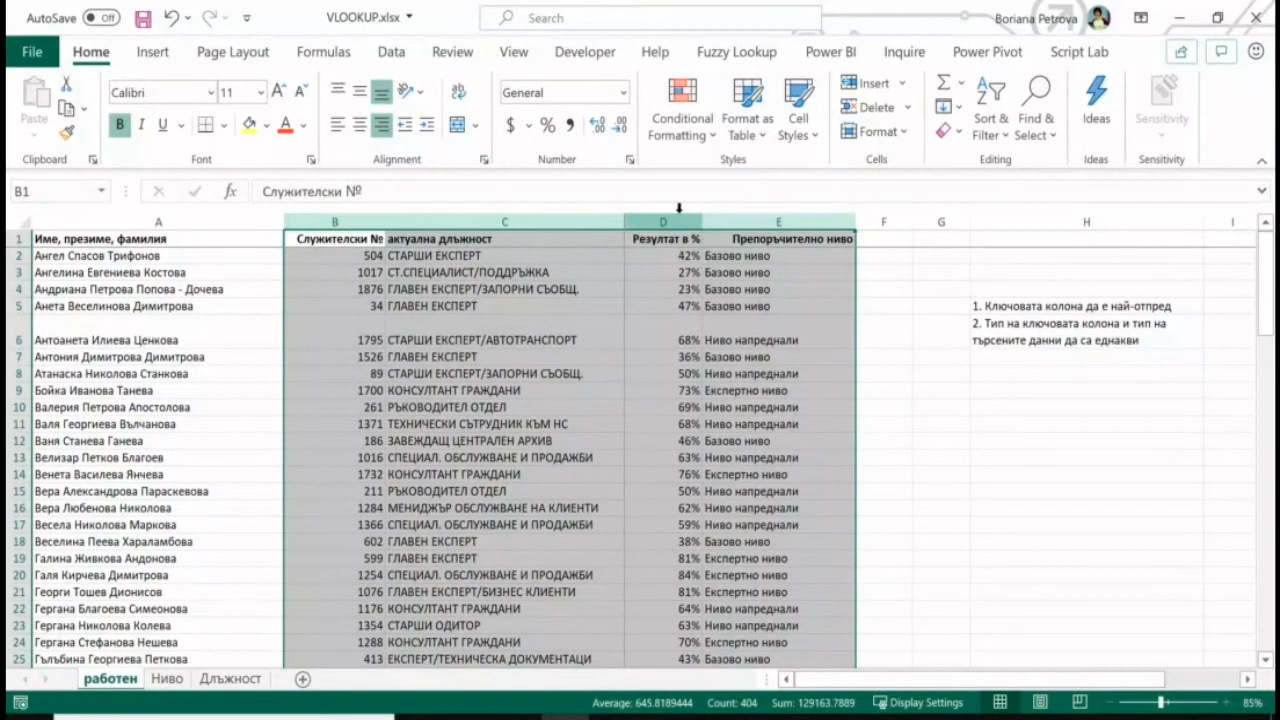 AutoSave Off VLOOKUP.xlsx Search Boriana Petrova
File Home Insert Page Layout Formulas Data Review View Developer Help Fuzzy Lookup Power BI Inquire Power Pivot Script Lab
Paste Calibri 11 B I U General $ % Conditional Formatting Format as Table Cell Styles Insert Delete Format Sort & Filter Find & Select Ideas Sensitivity
Clipboard Font Alignment Number Styles Cells Editing Ideas Sensitivity
B1 fx Служителски №
A B C D E F G H I
1 Име, презиме, фамилия Служителски № актуална длъжност Резултат в % Препоръчително ниво
2 Ангел Спасов Трифонов 504 СТАРШИ ЕКСПЕРТ 42% Базово ниво
3 Ангелина Евгениева Костова 1017 СТ.СПЕЦИАЛИСТ/ПОДДРЪЖКА 27% Базово ниво
4 Андриана Петрова Попова - Дочева 1876 ГЛАВЕН ЕКСПЕРТ/ЗАПОРНИ СЪОБЩ. 23% Базово ниво
5 Анета Веселинова Димитрова 34 ГЛАВЕН ЕКСПЕРТ 47% Базово ниво 1. Ключовата колона да е най-отпред
2. Тип на ключовата колона и тип на
6 Антоанета Илиева Ценкова 1795 СТАРШИ ЕКСПЕРТ/АВТОТРАНСПОРТ 68% Ниво напреднали търсените данни да са еднакви
7 Антония Димитрова Димитрова 1526 ГЛАВЕН ЕКСПЕРТ 36% Базово ниво
8 Атанаска Николова Станкова 89 СТАРШИ ЕКСПЕРТ/ЗАПОРНИ СЪОБЩ. 50% Ниво напреднали
9 Бойка Иванова Танева 1700 КОНСУЛТАНТ ГРАЖДАНИ 73% Експертно ниво
10 Валерия Петрова Апостолова 261 РЪКОВОДИТЕЛ ОТДЕЛ 69% Ниво напреднали
11 Валя Георгиева Вълчанова 1371 ТЕХНИЧЕСКИ СЪТРУДНИК КЪМ НС 68% Ниво напреднали
12 Ваня Станева Ганева 186 ЗАВЕЖДАЩ ЦЕНТРАЛЕН АРХИВ 46% Базово ниво
13 Велизар Петков Благоев 1016 СПЕЦИАЛ. ОБСЛУЖВАНЕ И ПРОДАЖБИ 63% Ниво напреднали
14 Венета Василева Янчева 1732 КОНСУЛТАНТ ГРАЖДАНИ 76% Експертно ниво
15 Вера Александрова Параскевова 211 РЪКОВОДИТЕЛ ОТДЕЛ 50% Ниво напреднали
16 Вера Любенова Николова 1284 МЕНИДЖЪР ОБСЛУЖВАНЕ НА КЛИЕНТИ 62% Ниво напреднали
17 Весела Николова Маркова 1366 СПЕЦИАЛ. ОБСЛУЖВАНЕ И ПРОДАЖБИ 59% Ниво напреднали
18 Веселина Пеева Хараламбова 602 ГЛАВЕН ЕКСПЕРТ 38% Базово ниво
19 Галина Живкова Андонова 599 ГЛАВЕН ЕКСПЕРТ 81% Експертно ниво
20 Галя Кирчева Димитрова 1254 СПЕЦИАЛ. ОБСЛУЖВАНЕ И ПРОДАЖБИ 84% Експертно ниво
21 Георги Тошев Дионисов 1076 ГЛАВЕН ЕКСПЕРТ/БИЗНЕС КЛИЕНТИ 81% Експертно ниво
22 Гергана Благоева Симеонова 1176 КОНСУЛТАНТ ГРАЖДАНИ 64% Ниво напреднали
23 Гергана Николова Колева 1354 СТАРШИ ОДИТОР 63% Ниво напреднали
24 Гергана Стефанова Нешева 1288 КОНСУЛТАНТ ГРАЖДАНИ 70% Експертно ниво
25 Гълъбина Георгиева Петкова 413 ЕКСПЕРТ/ТЕХНИЧЕСКА ДОКУМЕНТАЦИ 43% Базово ниво
работен Ниво Длъжност
Average: 645.8189444 Count: 404 Sum: 129163.7889 Display Settings 85%